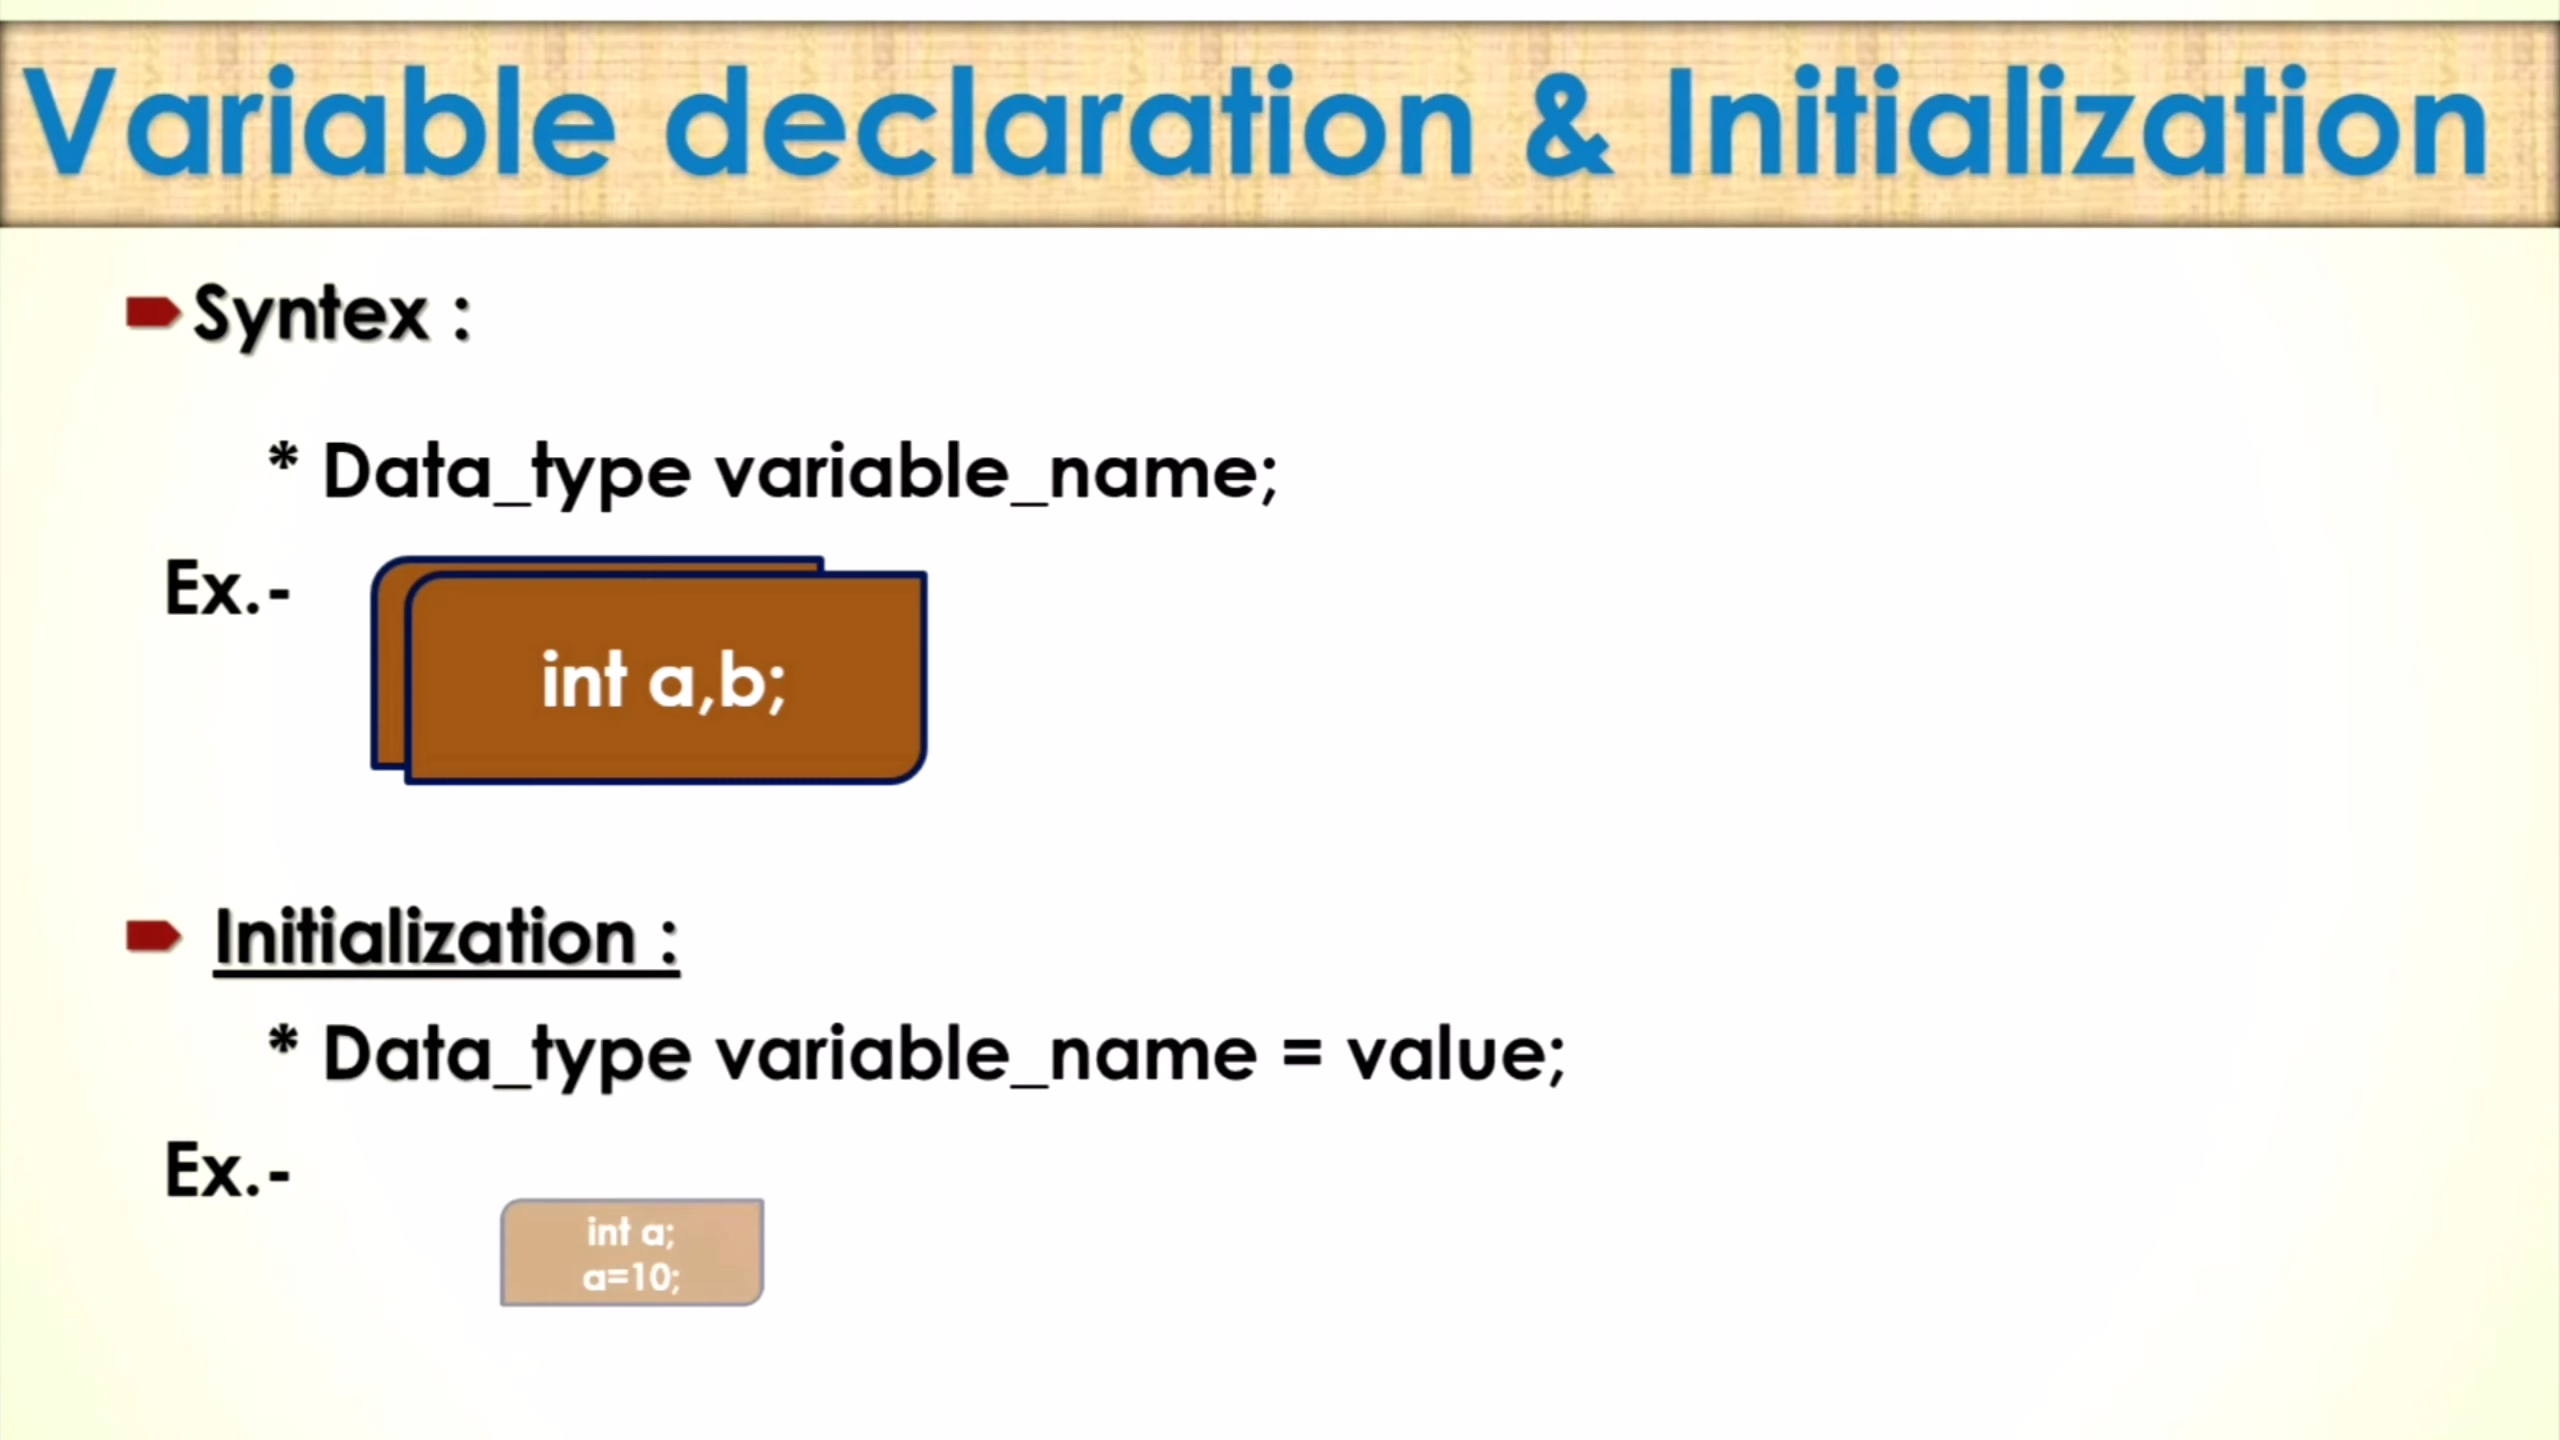 Variable declaration & Initialization
Syntex :
* Data_type variable_name;
Ex.-
int a,b;
Initialization :
* Data_type variable_name = value;
Ex.-
int a;
a=10;